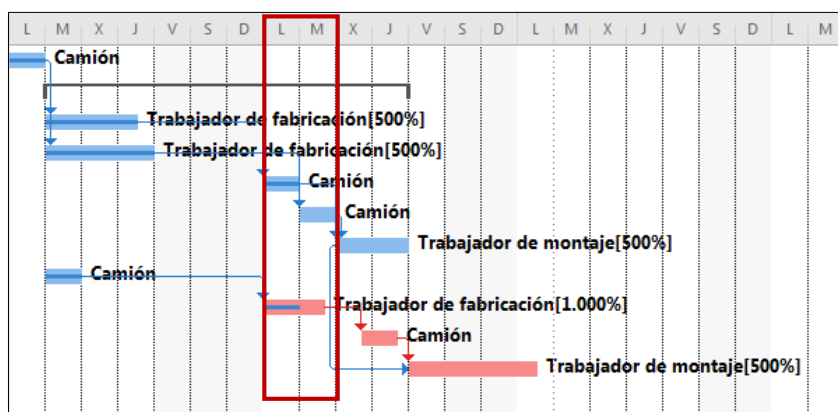 L M X J V S D L M X J V S D L M X J V S D L M
Camión
Trabajador de fabricación[500%]
Trabajador de fabricación[500%]
Camión
Camión
Trabajador de montaje[500%]
Camión
Trabajador de fabricación[1.000%]
Camión
Trabajador de montaje[500%]